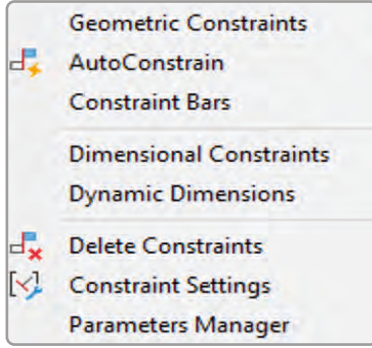 Geometric Constraints
AutoConstrain
Constraint Bars
Dimensional Constraints
Dynamic Dimensions
Delete Constraints
Constraint Settings
Parameters Manager